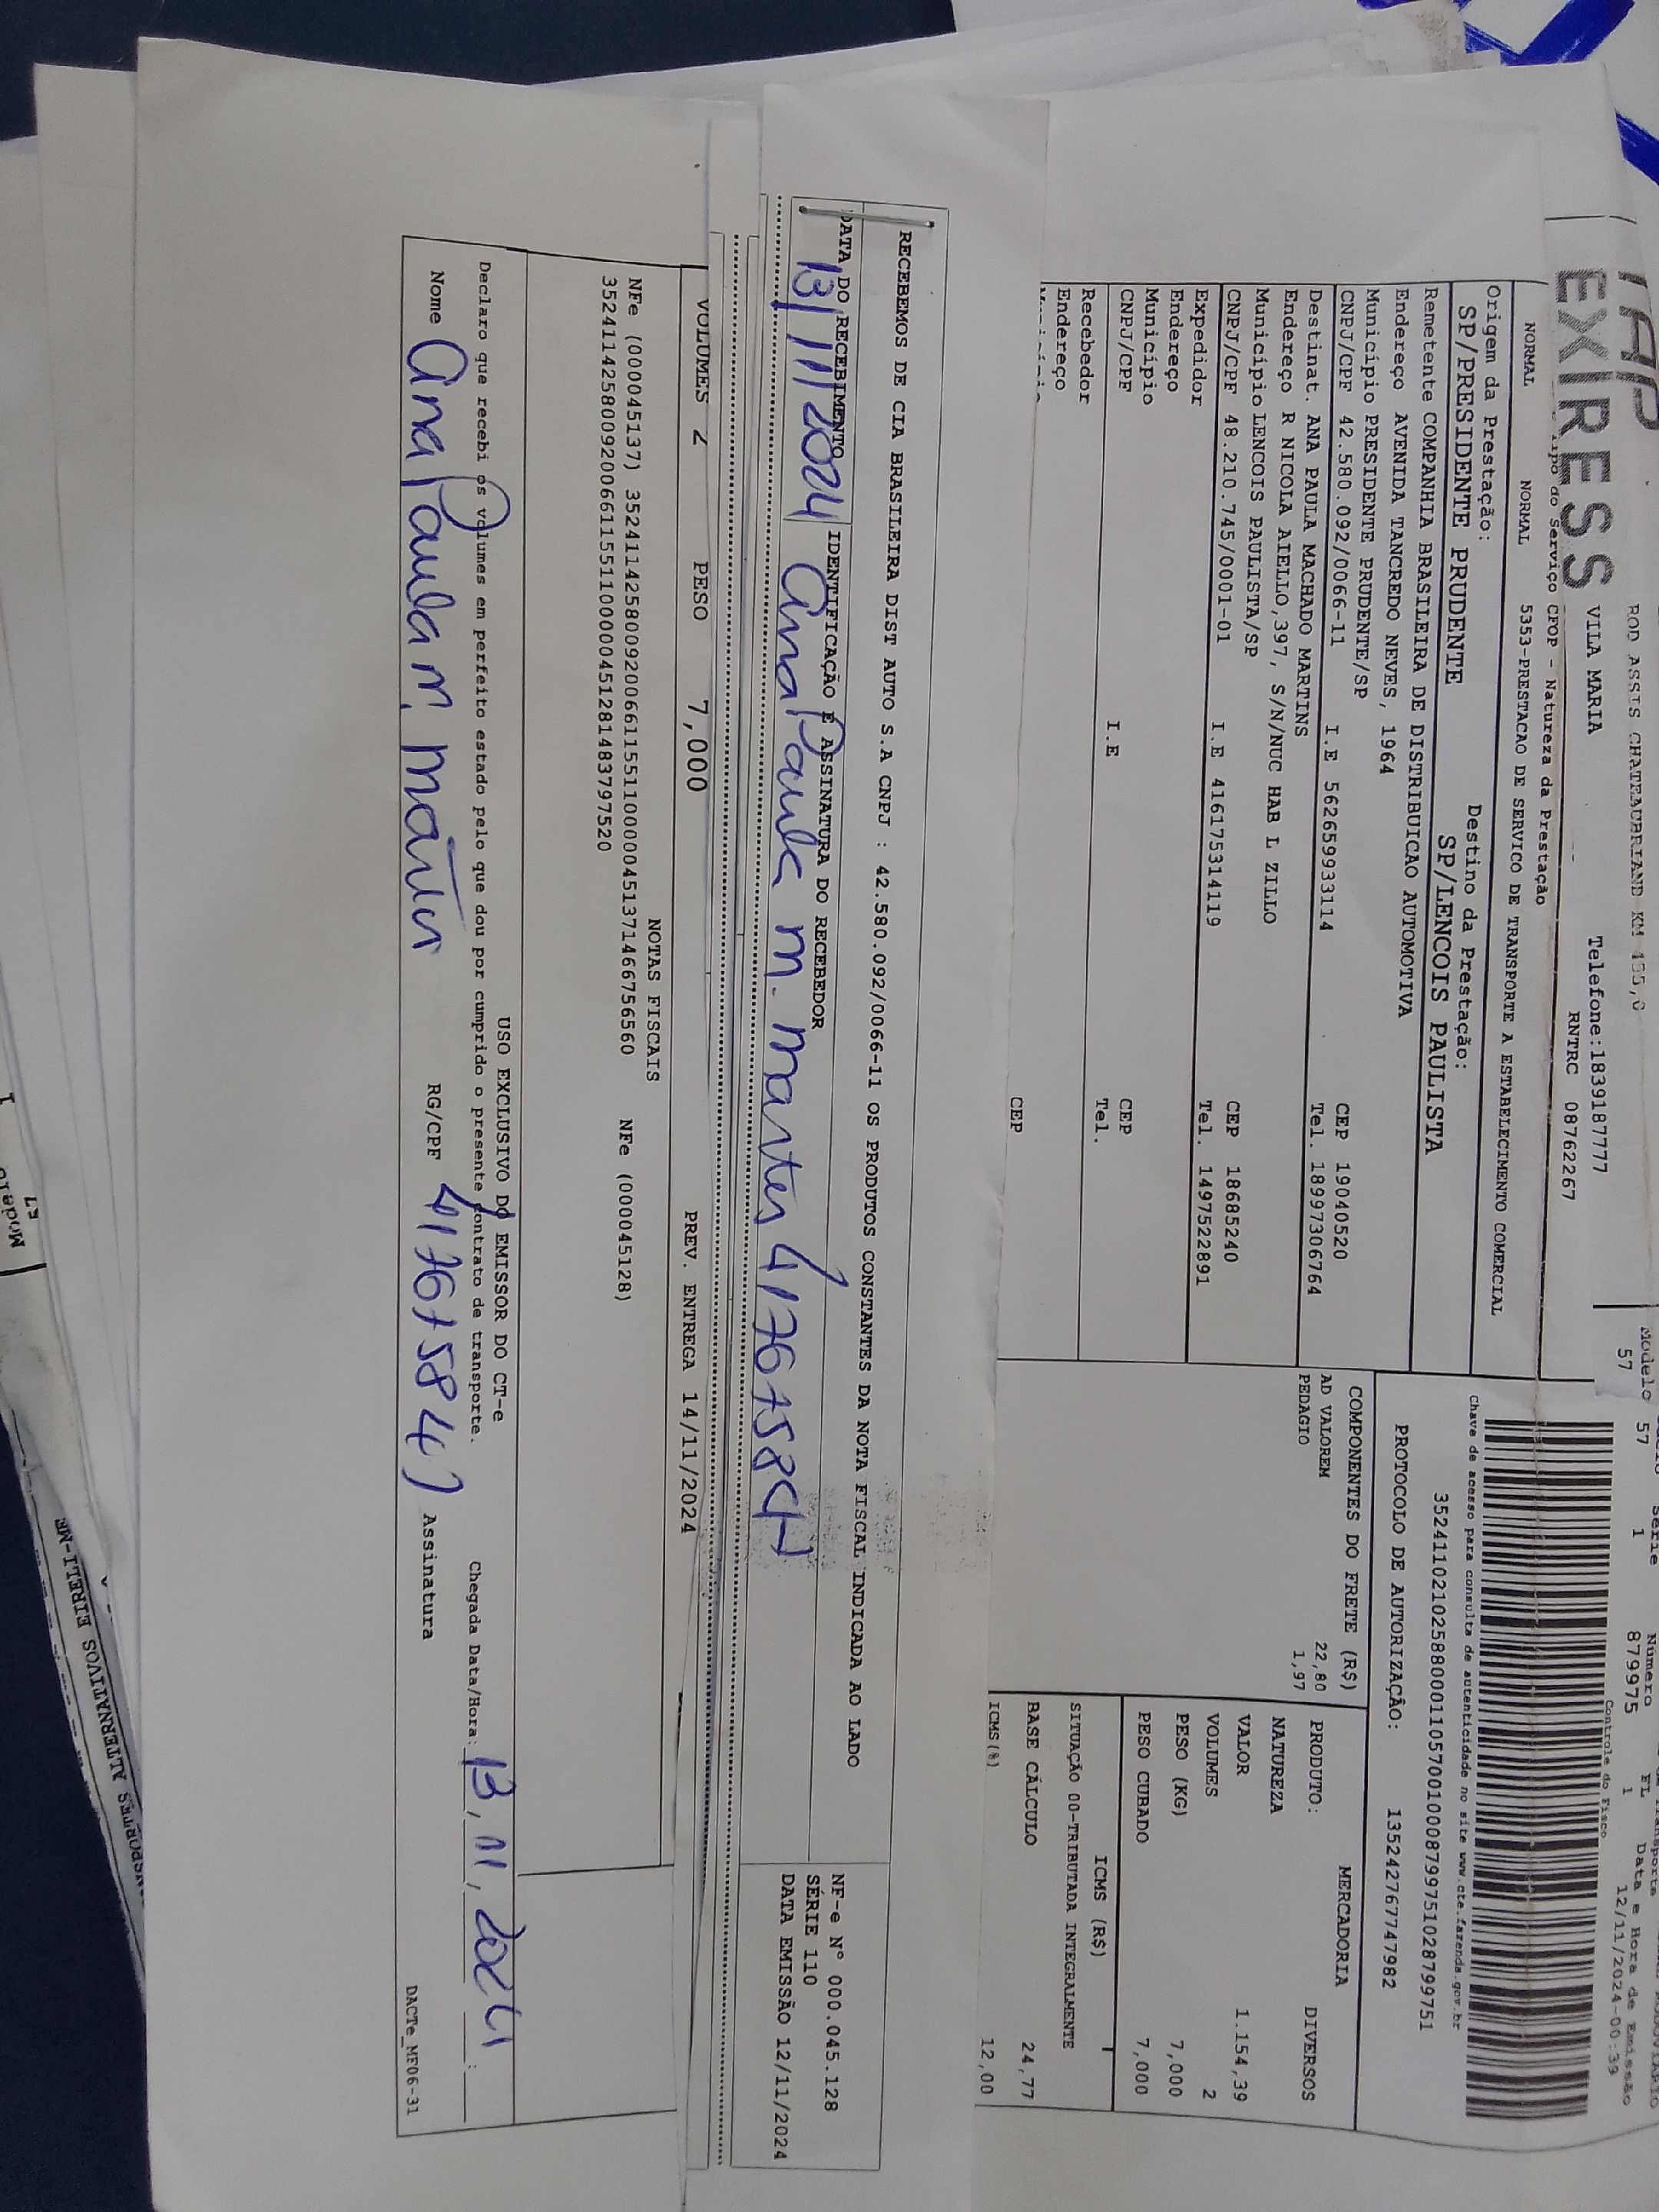 ROD ASSIS CHATEAUBRIAND KM 455,0
VILA MARIA Telefone:1839187777
RNTRC 08762267
EXPRESS
Modelo Série Número FL Data e Hora de Emissão
57 1 879975 1 12/11/2024-00:39
57
Controle do Fisco
Tipo do Serviço CFOP - Natureza da Prestação
NORMAL NORMAL 5353-PRESTACAO DE SERVICO DE TRANSPORTE A ESTABELECIMENTO COMERCIAL
Chave de acesso para consulta de autenticidade no site www.cte.fazenda.gov.br
35241102102588000110570010008799751028799751
PROTOCOLO DE AUTORIZAÇÃO: 135242767747982
Origem da Prestação: Destino da Prestação:
SP/PRESIDENTE PRUDENTE SP/LENCOIS PAULISTA
Remetente COMPANHIA BRASILEIRA DE DISTRIBUICAO AUTOMOTIVA
Endereço AVENIDA TANCREDO NEVES, 1964
Município PRESIDENTE PRUDENTE/SP CEP 19040520
CNPJ/CPF 42.580.092/0066-11 I.E 562659933114 Tel. 18997306764
Destinat. ANA PAULA MACHADO MARTINS
Endereço R NICOLA AIELLO,397, S/N/NUC HAB L ZILLO
Município LENCOIS PAULISTA/SP CEP 18685240
CNPJ/CPF 48.210.745/0001-01 I.E 416175314119 Tel. 1497522891
Expedidor
Endereço
Município CEP
CNPJ/CPF I.E Tel.
Recebedor
Endereço
CEP
COMPONENTES DO FRETE (R$)
AD VALOREM 22,80
PEDAGIO 1,97
MERCADORIA
PRODUTO: DIVERSOS
NATUREZA
VALOR 1.154,39
VOLUMES 2
PESO (KG) 7,000
PESO CUBADO 7,000
ICMS (R$)
SITUAÇÃO 00-TRIBUTADA INTEGRALMENTE
BASE CÁLCULO 24,77
ICMS(%) 12,00
RECEBEMOS DE CIA BRASILEIRA DIST AUTO S.A CNPJ : 42.580.092/0066-11 OS PRODUTOS CONSTANTES DA NOTA FISCAL INDICADA AO LADO
DATA DO RECEBIMENTO IDENTIFICAÇÃO E ASSINATURA DO RECEBEDOR
13/11/2024 Ana Paula M. Martins 417675847
NF-e Nº 000.045.128
SÉRIE 110
DATA EMISSÃO 12/11/2024
VOLUMES 2 PESO 7,000 PREV. ENTREGA 14/11/2024
NOTAS FISCAIS
NFe (000045137) 35241142580092006611551100000451371466756560 NFe (000045128)
35241142580092006611551100000451281483797520
USO EXCLUSIVO DO EMISSOR DO CT-e
Declaro que recebi os volumes em perfeito estado pelo que dou por cumprido o presente contrato de transporte. Chegada Data/Hora: 13, 11, 2024 :
Nome Ana Paula M. Martins RG/CPF 417675847 Assinatura
DACTe_MF06-31
ALTERNATIVOS EIRELI-ME